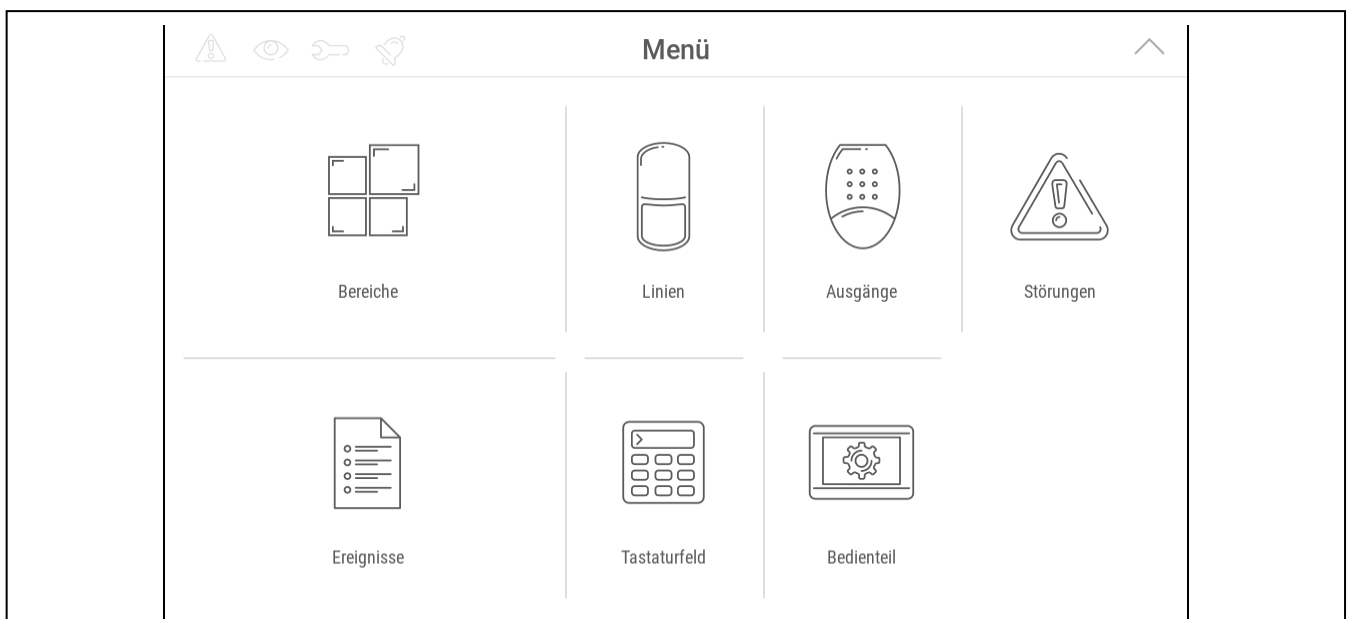 Menü
Bereiche
Linien
Ausgänge
Störungen
Ereignisse
Tastaturfeld
Bedienteil